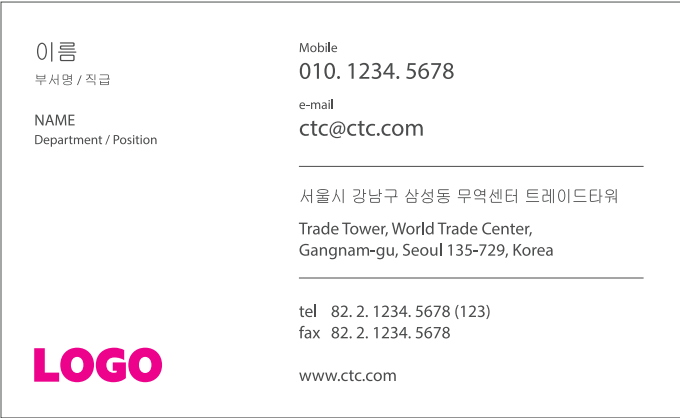 이름
부서명 / 직급
NAME
Department / Position
LOGO
Mobile
010. 1234. 5678
e-mail
ctc@ctc.com
서울시 강남구 삼성동 무역센터 트레이드타워
Trade Tower, World Trade Center,
Gangnam-gu, Seoul 135-729, Korea
tel 82. 2. 1234. 5678 (123)
fax 82. 2. 1234. 5678
www.ctc.com